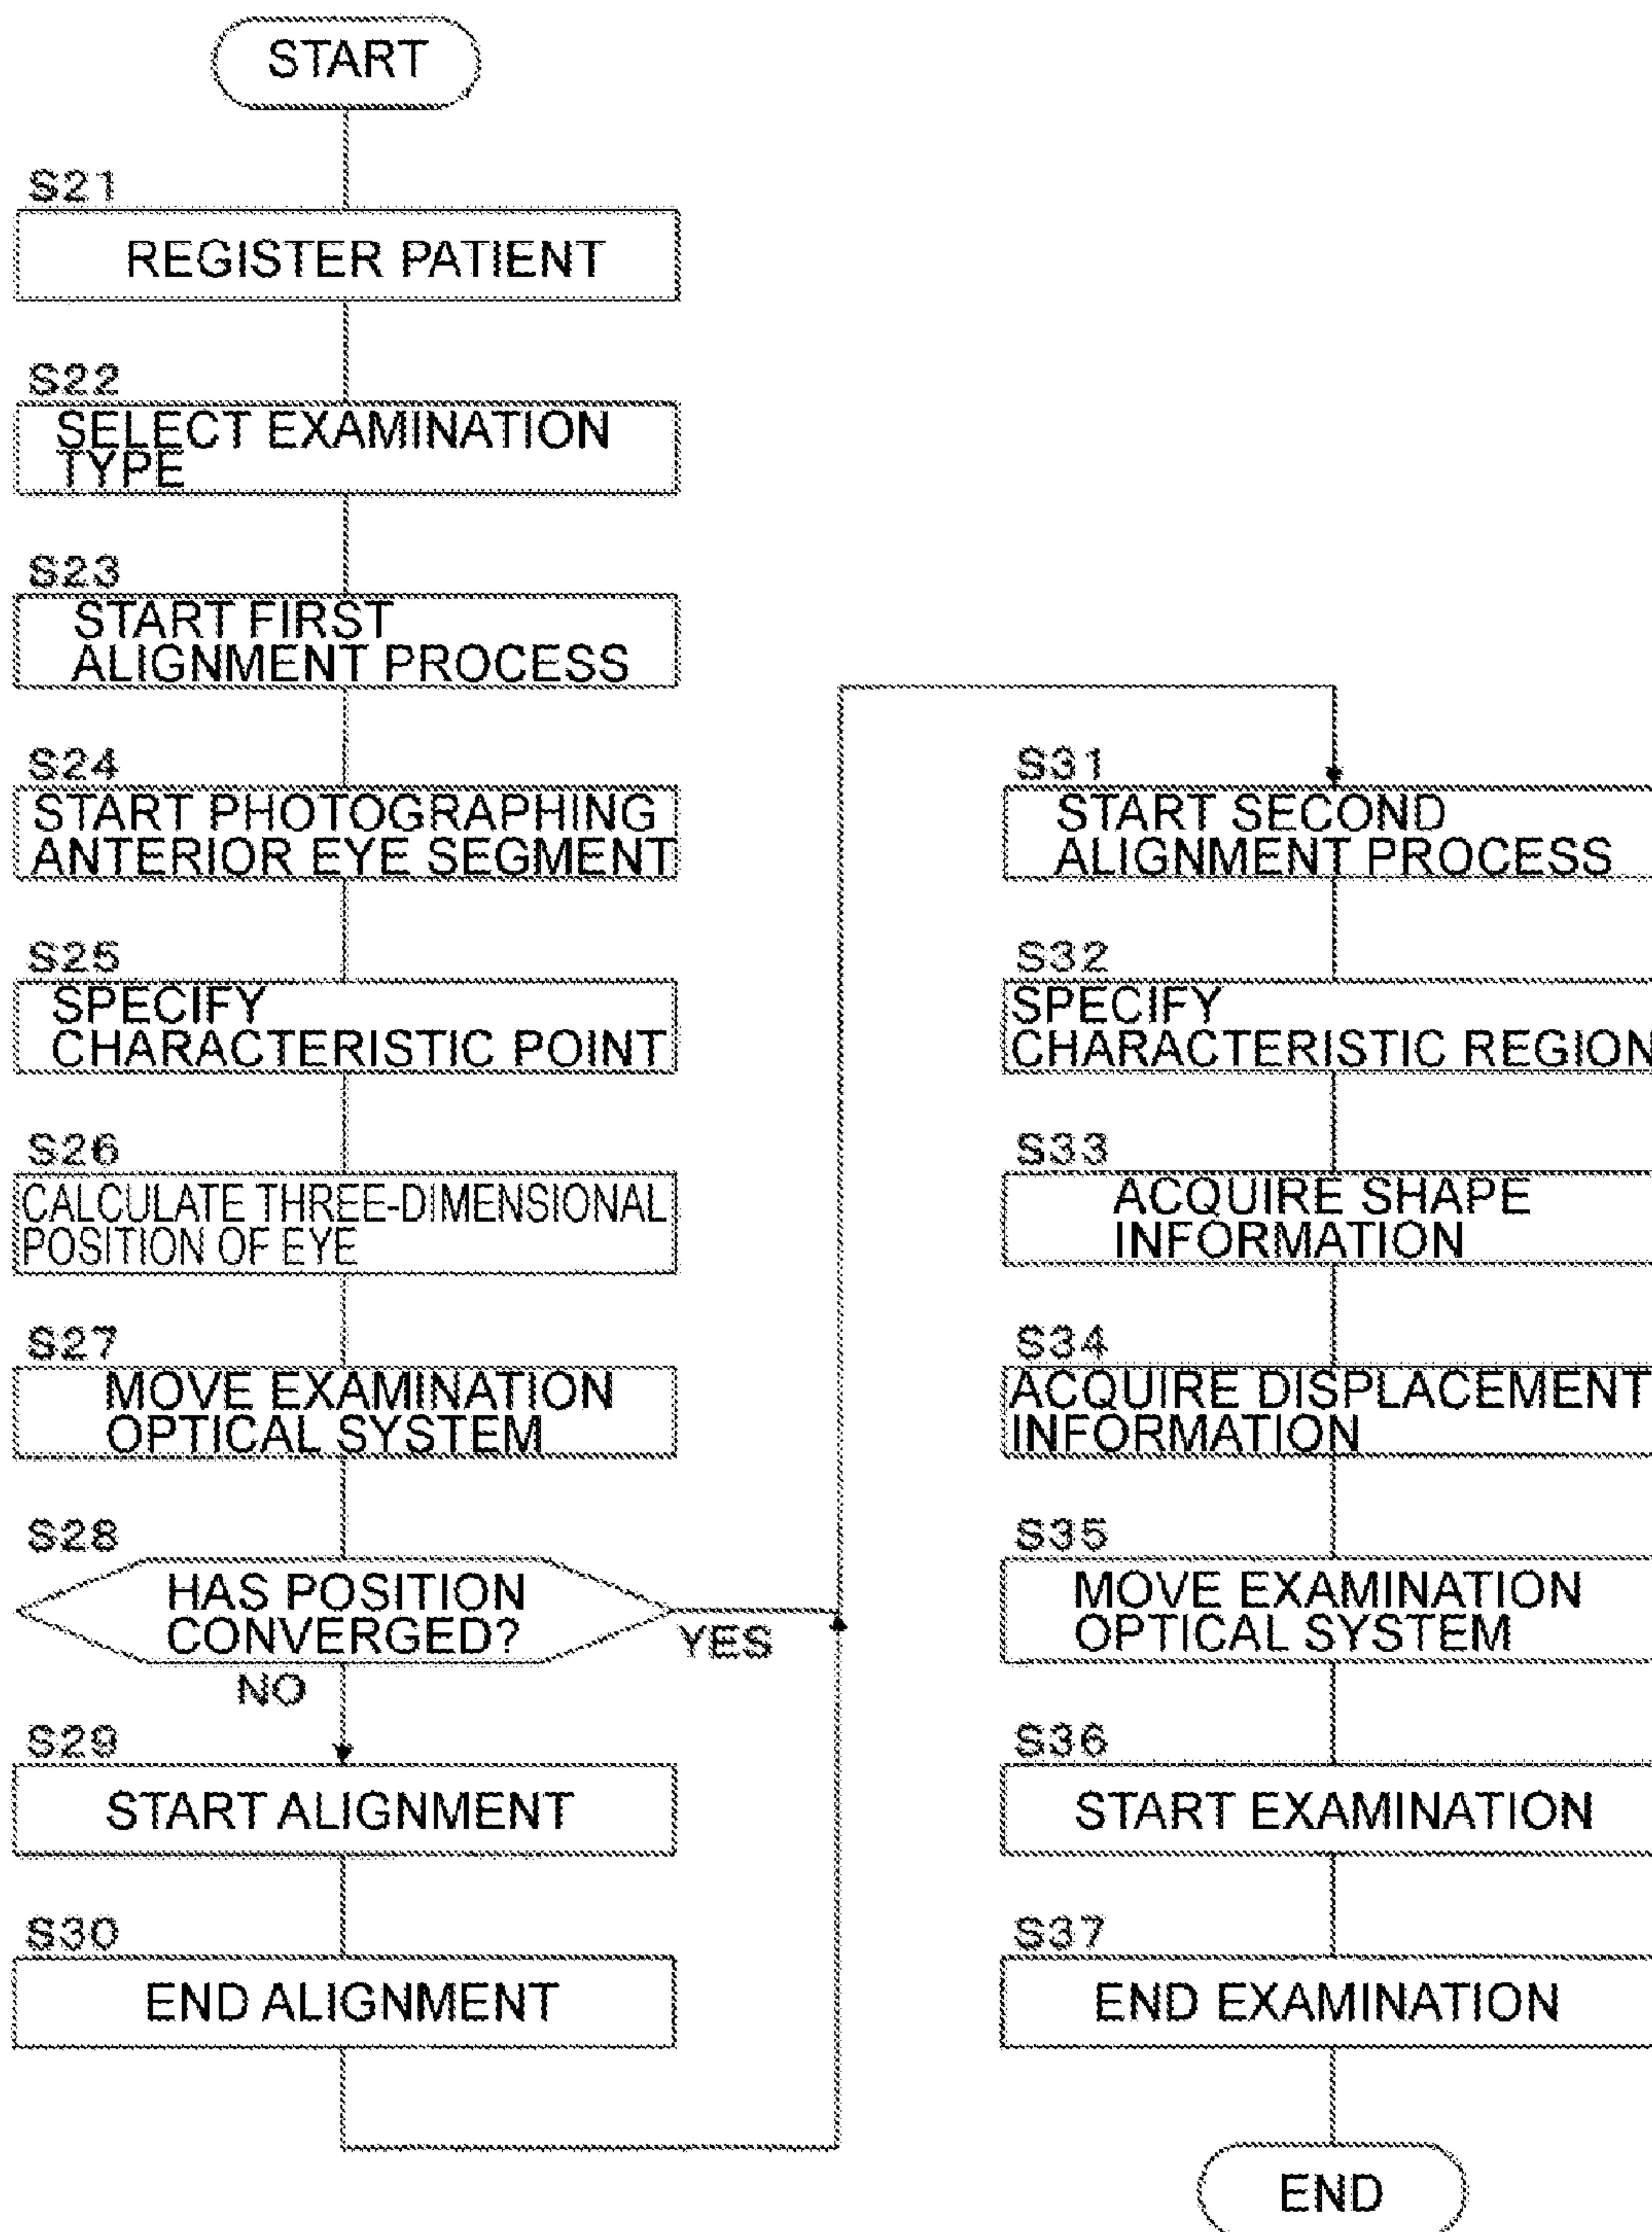 START
S21
REGISTER PATIENT
S22
SELECT EXAMINATION
TYPE
S23
START FIRST
ALIGNMENT PROCESS
S24
START PHOTOGRAPHING
ANTERIOR EYE SEGMENT
S25
SPECIFY
CHARACTERISTIC POINT
S26
CALCULATE THREE-DIMENSIONAL
POSITION OF EYE
S27
MOVE EXAMINATION
OPTICAL SYSTEM
S28
HAS POSITION
CONVERGED?
YES
NO
S29
START ALIGNMENT
S30
END ALIGNMENT
S31
START SECOND
ALIGNMENT PROCESS
S32
SPECIFY
CHARACTERISTIC REGION
S33
ACQUIRE SHAPE
INFORMATION
S34
ACQUIRE DISPLACEMENT
INFORMATION
S35
MOVE EXAMINATION
OPTICAL SYSTEM
S36
START EXAMINATION
S37
END EXAMINATION
END